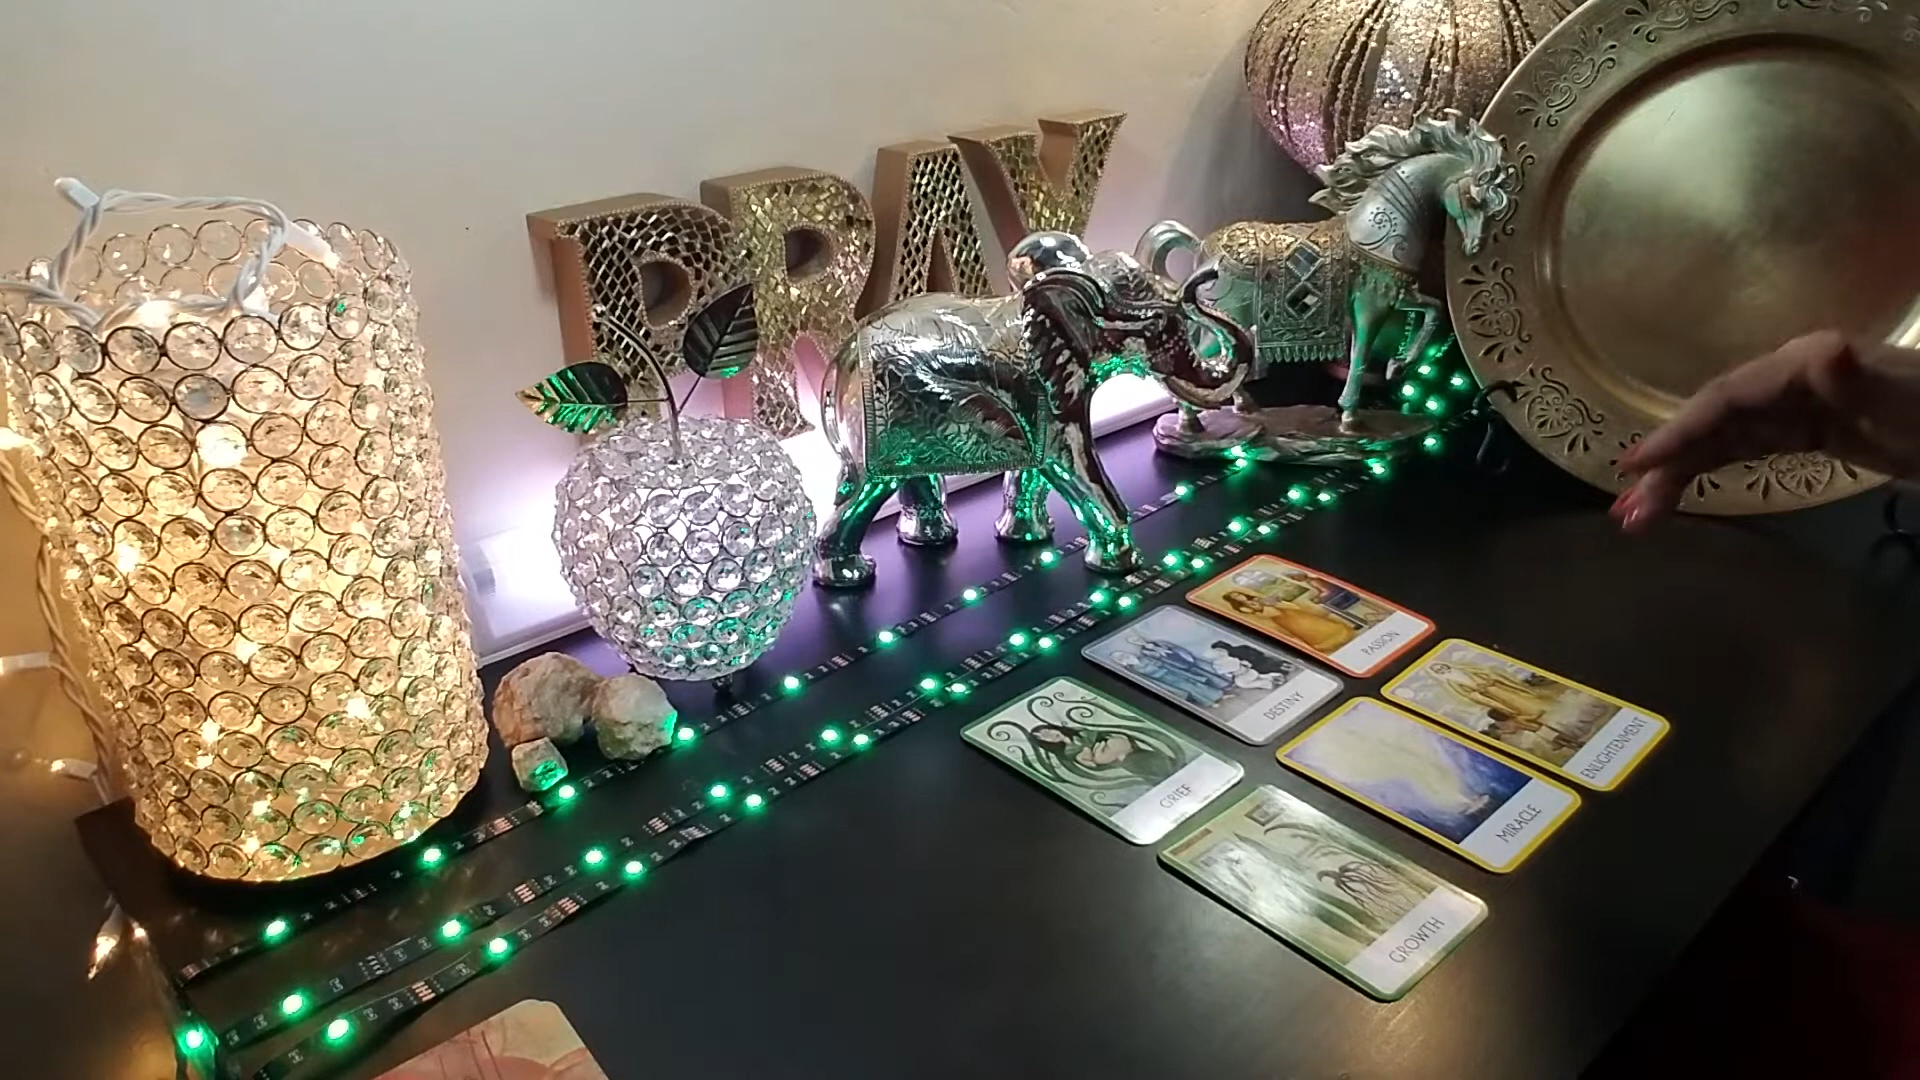 PRAY
PASSION
DESTINY
ENLIGHTENMENT
GRIEF
MIRACLE
GROWTH